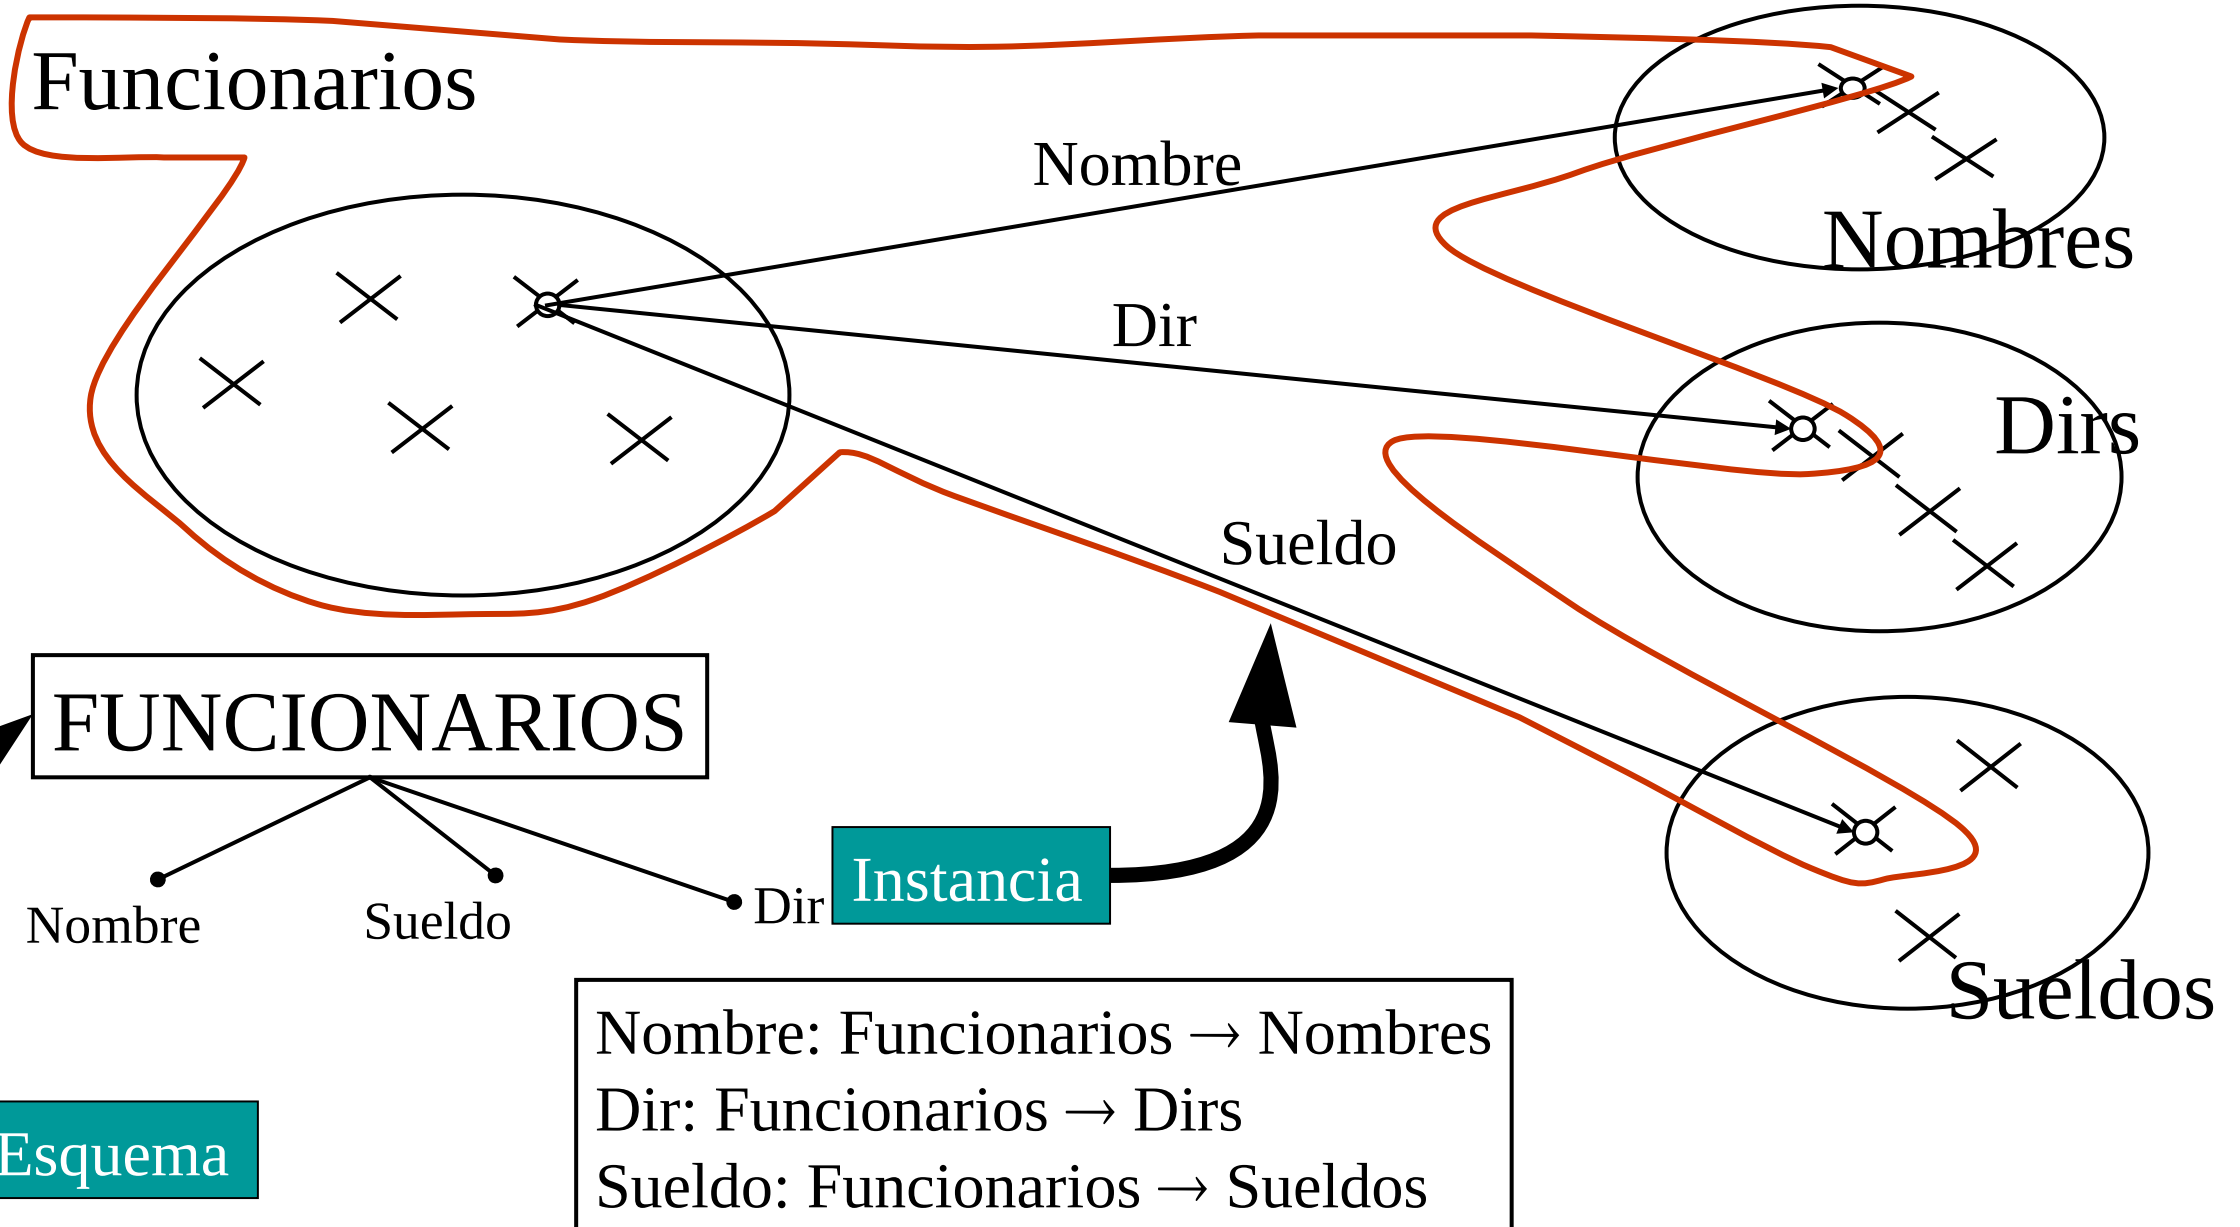 Funcionarios
Nombre
Nombres
Dir
Dirs
Sueldo
FUNCIONARIOS
Instancia
Nombre
Sueldo
Dir
Sueldos
Nombre: Funcionarios → Nombres
Dir: Funcionarios → Dirs
Esquema
Sueldo: Funcionarios → Sueldos